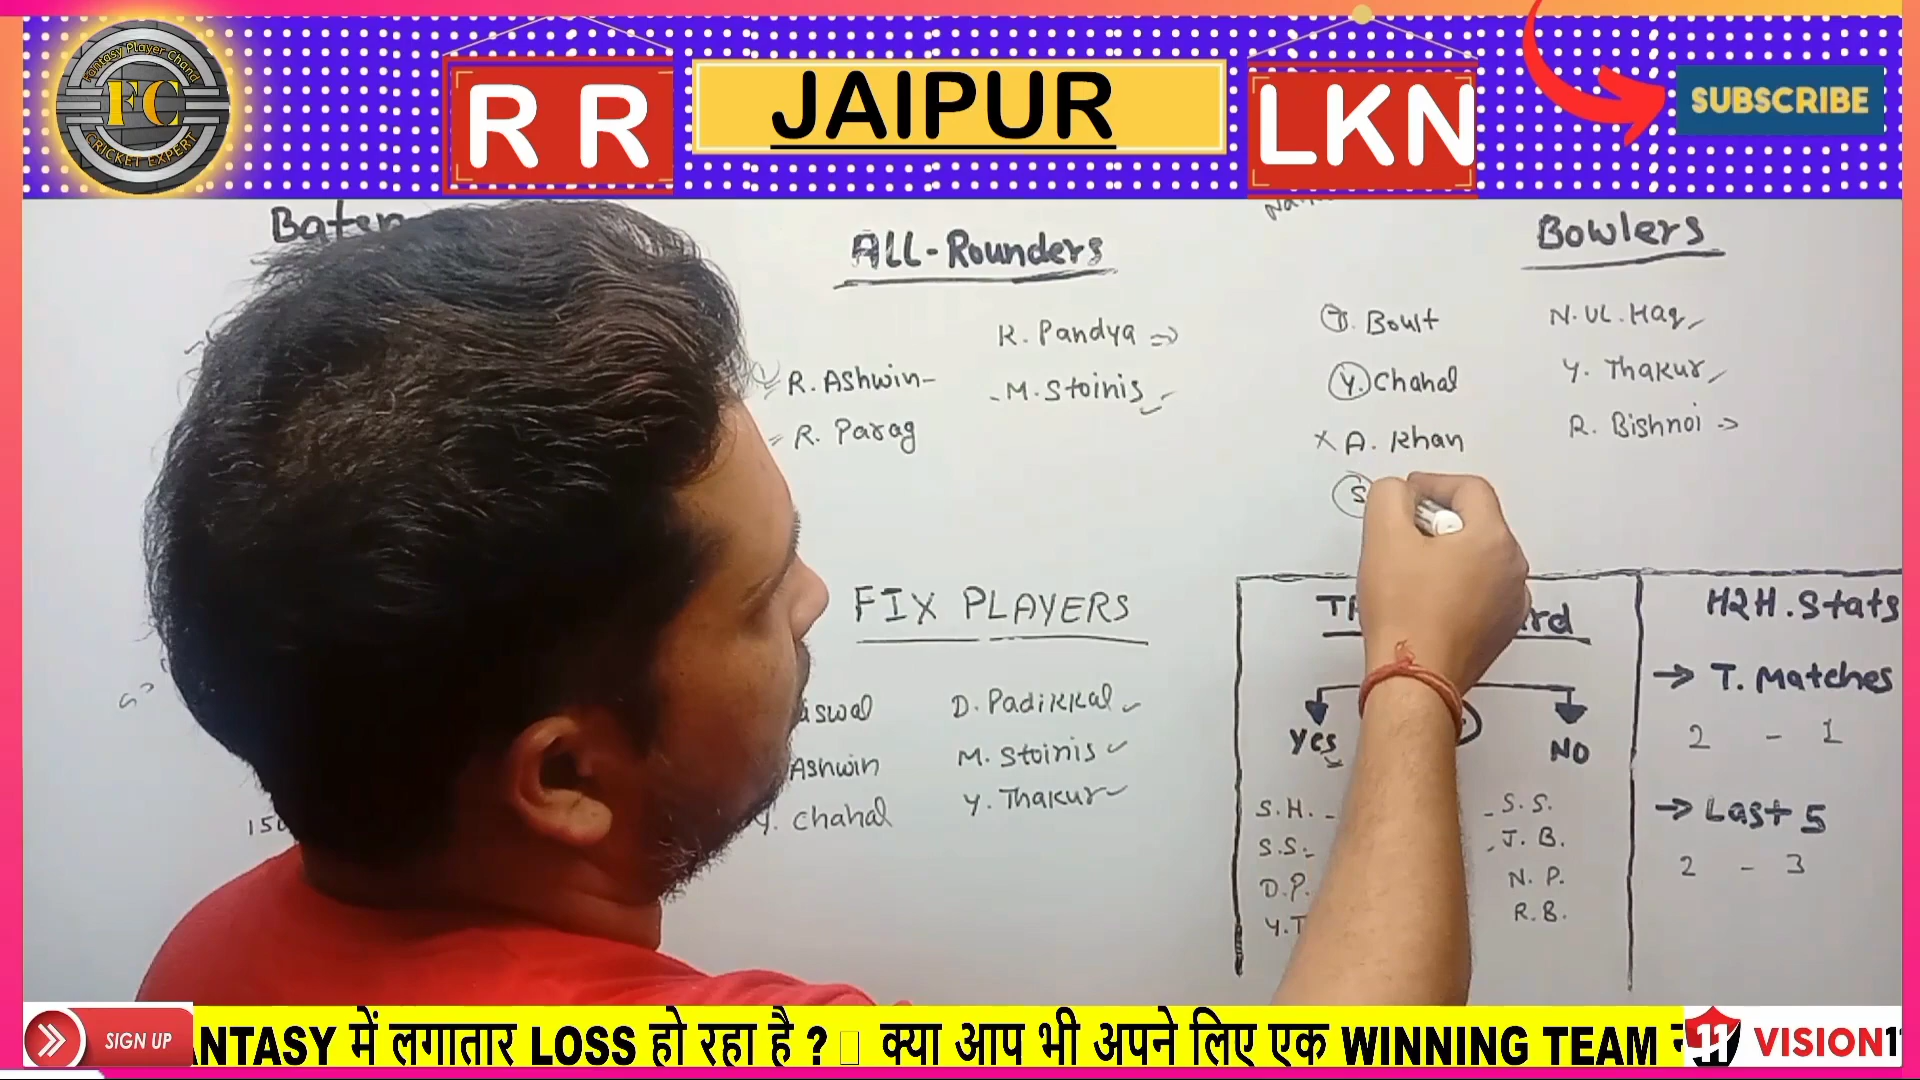 Fantasy Player Chand
FC
CRICKET EXPERT
R R
JAIPUR
LKN
SUBSCRIBE
ALL-Rounders
Bowlers
K. Pandya
R. Ashwin
M. Stoinis
R. Parag
T. Boult
Y. Chahal
X A. Khan
S
N. UL. Haq
Y. Thakur
R. Bishnoi
FIX PLAYERS
D. Padikkal
Ashwin
M. Stoinis
Y. Chahal
Y. Thakur
Yes
NO
S.H.
S.S.
D.P.
Y.T
S.S.
J.B.
N.P.
R.B.
H2H. Stats
→ T. Matches
2 - 1
→ Last 5
2 - 3
SIGN UP
ANTASY में लगातार LOSS हो रहा है ? क्या आप भी अपने लिए एक WINNING TEAM
11 VISION1